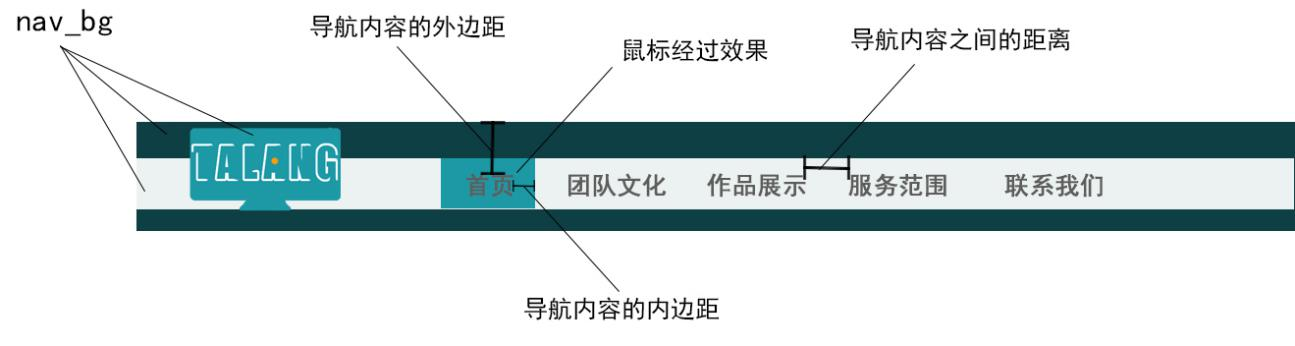 nav_bg
导航内容的外边距
鼠标经过效果
导航内容之间的距离
TALANG
首页 团队文化 作品展示 服务范围 联系我们
导航内容的内边距